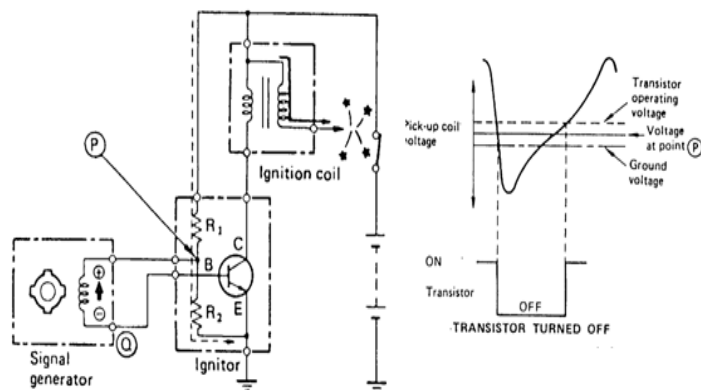 P
Ignition coil
R1
C
B
E
R2
+
−
Q
Signal
generator
Ignitor
Transistor
operating
voltage
Pick-up coil
voltage
Voltage
at point P
Ground
voltage
ON
Transistor
OFF
TRANSISTOR TURNED OFF